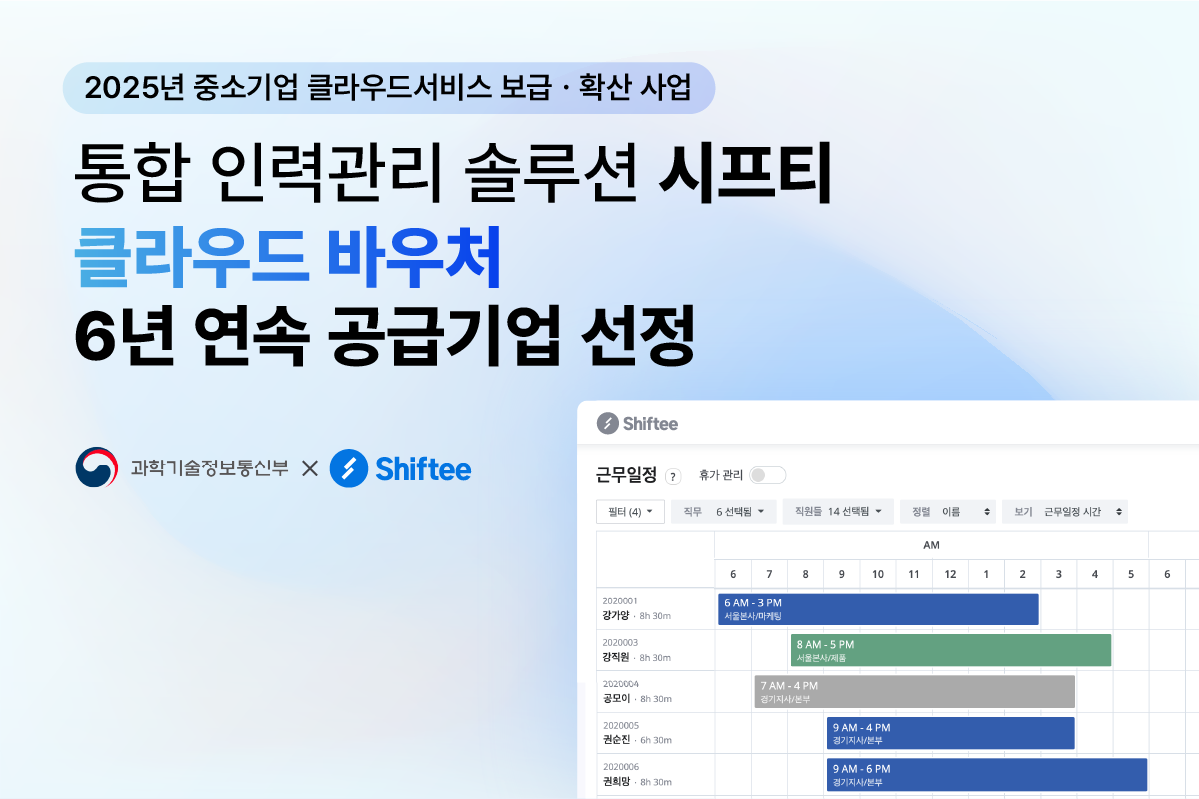 2025년 중소기업 클라우드서비스 보급 · 확산 사업
통합 인력관리 솔루션 시프티
클라우드 바우처
6년 연속 공급기업 선정
과학기술정보통신부 × Shiftee
Shiftee
근무일정 ? 휴가 관리
필터 (4) 직무 6 선택됨 직원들 14 선택됨 정렬 이름 보기 근무일정 시간
AM
6 7 8 9 10 11 12 1 2 3 4 5 6
2020001
강가양 · 8h 30m
6 AM - 3 PM
서울본사/마케팅
2020003
강직원 · 8h 30m
8 AM - 5 PM
서울본사/제품
2020004
공모이 · 8h 30m
7 AM - 4 PM
경기지사/본부
2020005
권순진 · 6h 30m
9 AM - 4 PM
경기지사/본부
2020006
권희망 · 8h 30m
9 AM - 6 PM
경기지사/본부